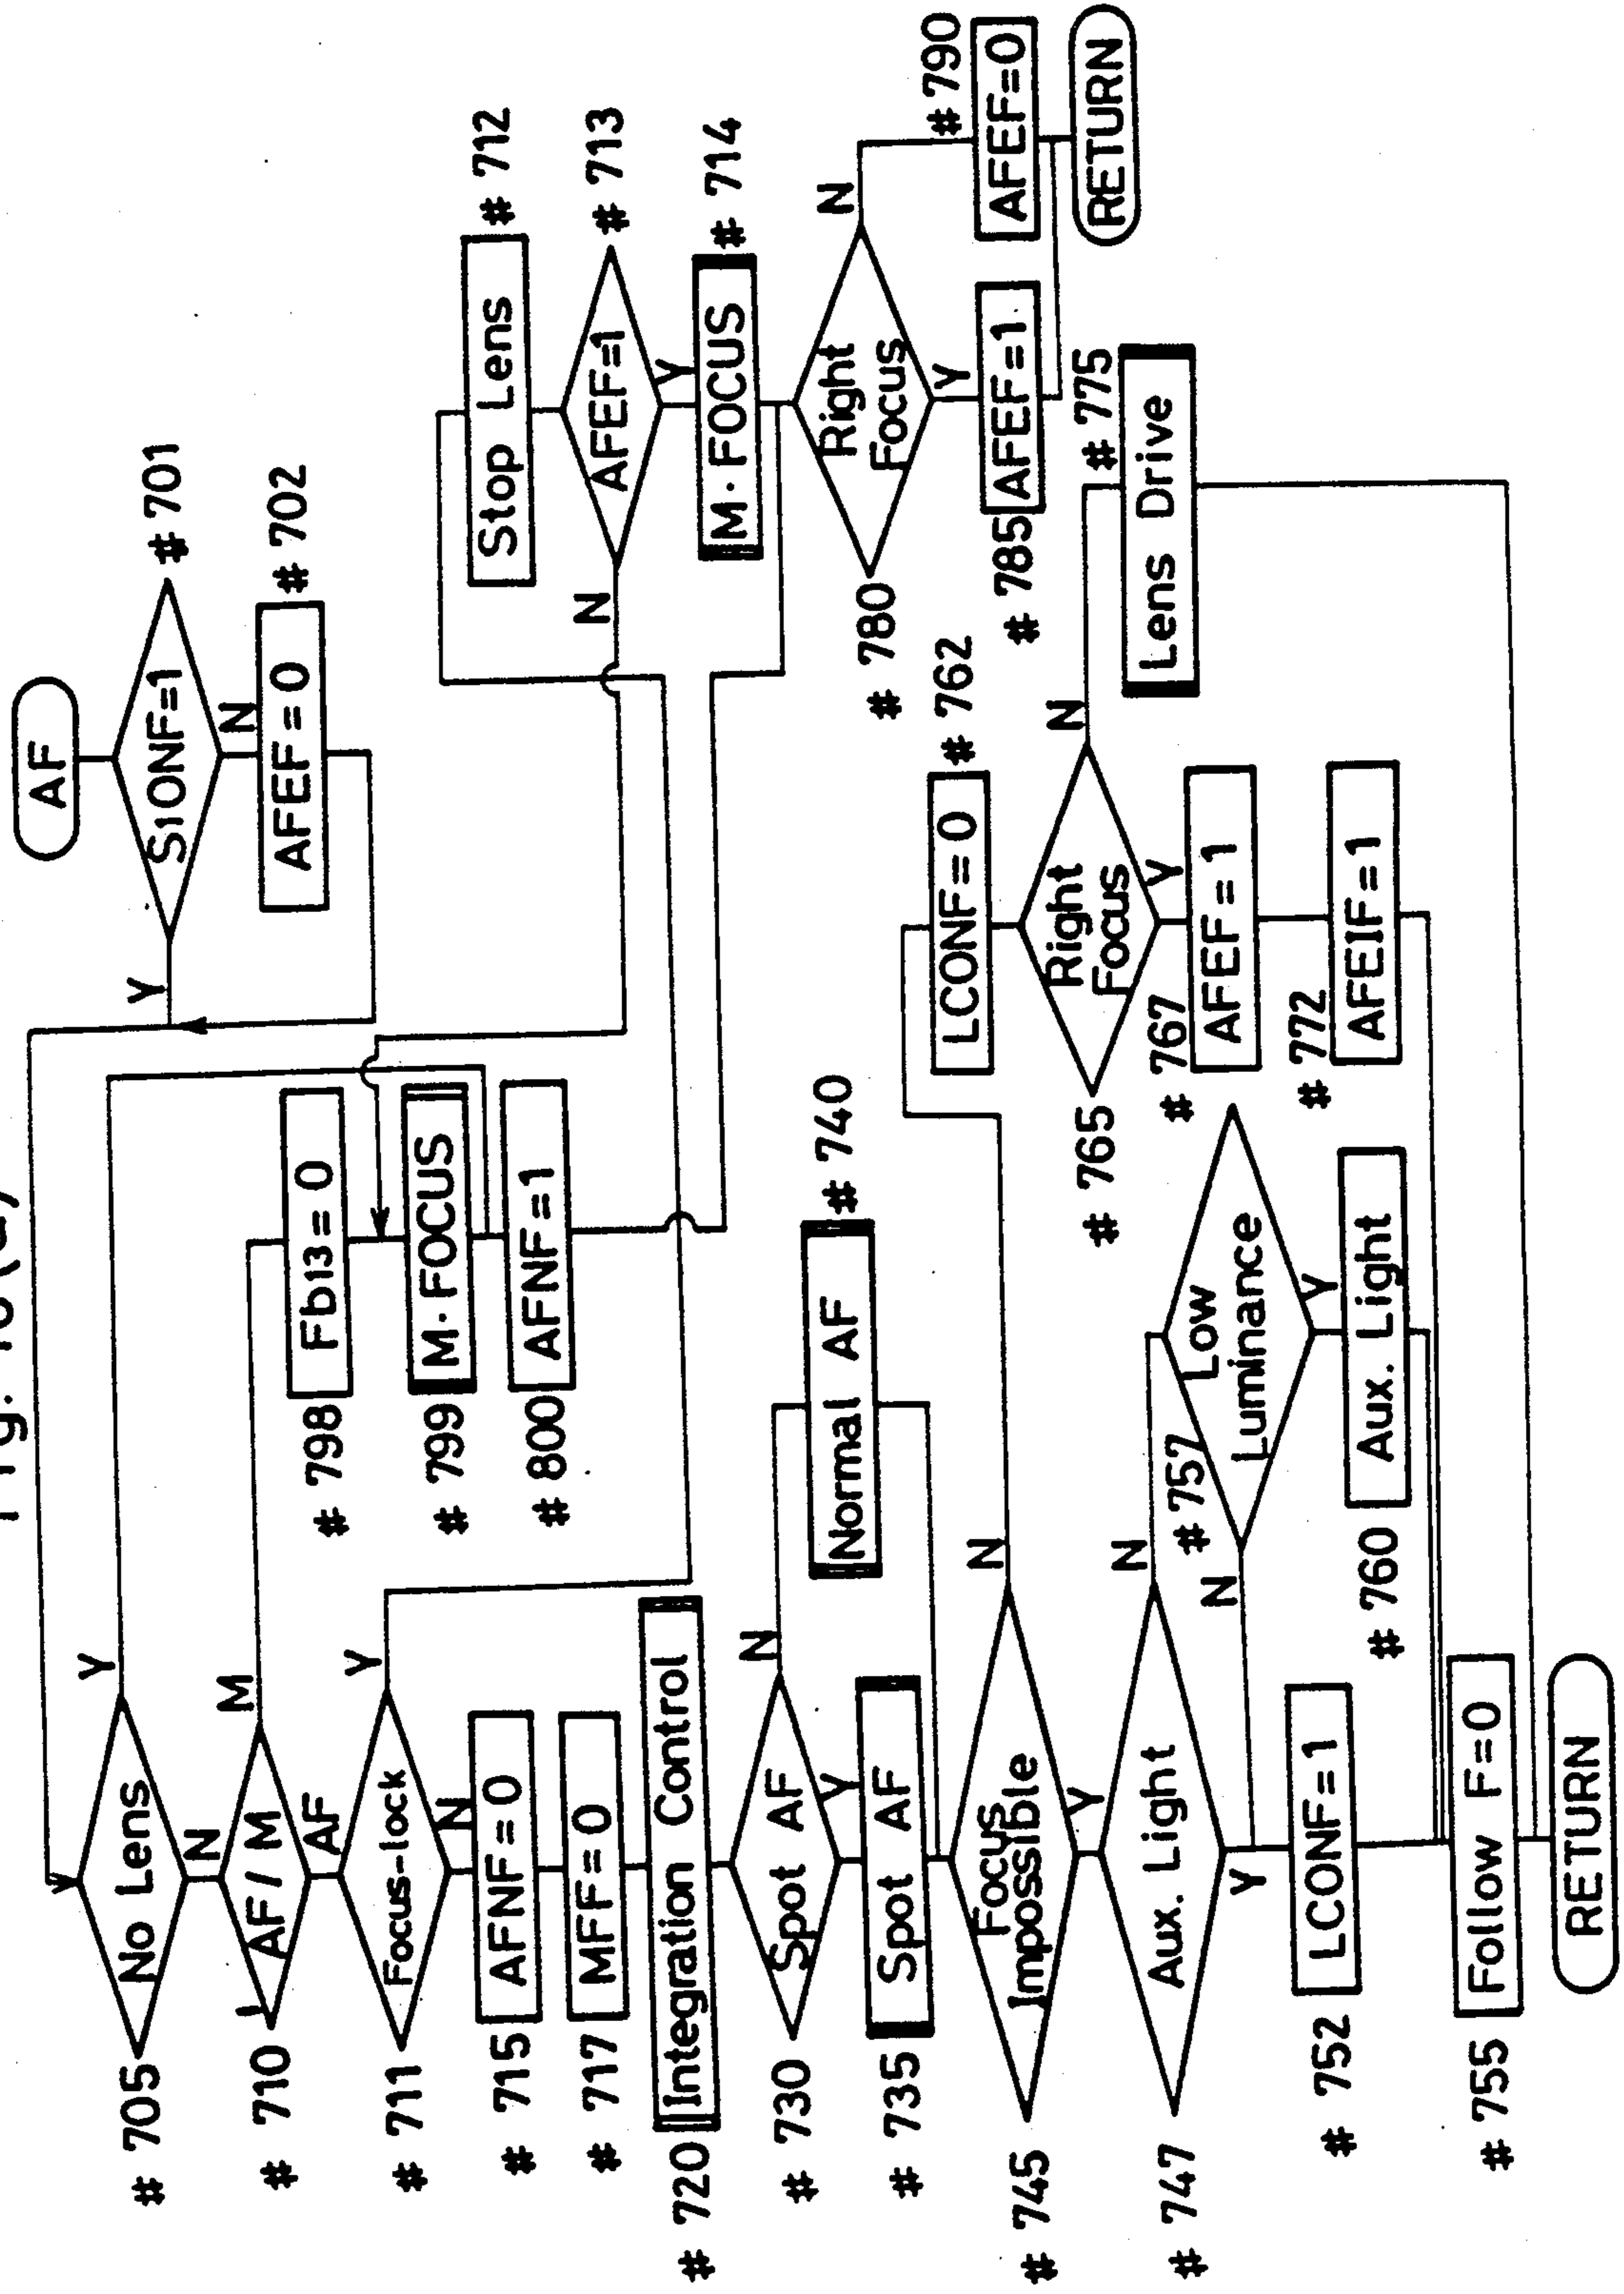 AF
S1ONF=1
# 701
Y
N
AFEF=0
# 702
# 705
No Lens
Y
N
# 710
AF/M
M
AF
# 711
Focus-lock
Y
N
# 715
AFNF=0
# 717
MFF=0
# 720
Integration Control
# 730
Spot AF
N
Y
# 735
Spot AF
Normal AF
# 740
# 745
Focus
Impossible
N
Y
# 747
Aux. Light
N
Y
# 752
LCONF=1
# 755
Follow F=0
RETURN
# 798
Fb13=0
# 799
M·FOCUS
# 800
AFNF=1
Stop Lens
# 712
AFEF=1
# 713
N
Y
M·FOCUS
# 714
# 780
Right
Focus
N
Y
# 785
AFEF=1
# 790
AFEF=0
RETURN
LCONF=0
# 762
# 765
Right
Focus
N
Y
# 767
AFEF=1
# 772
AFEIF=1
# 775
Lens Drive
# 757
Low
Luminance
N
Y
# 760
Aux. Light